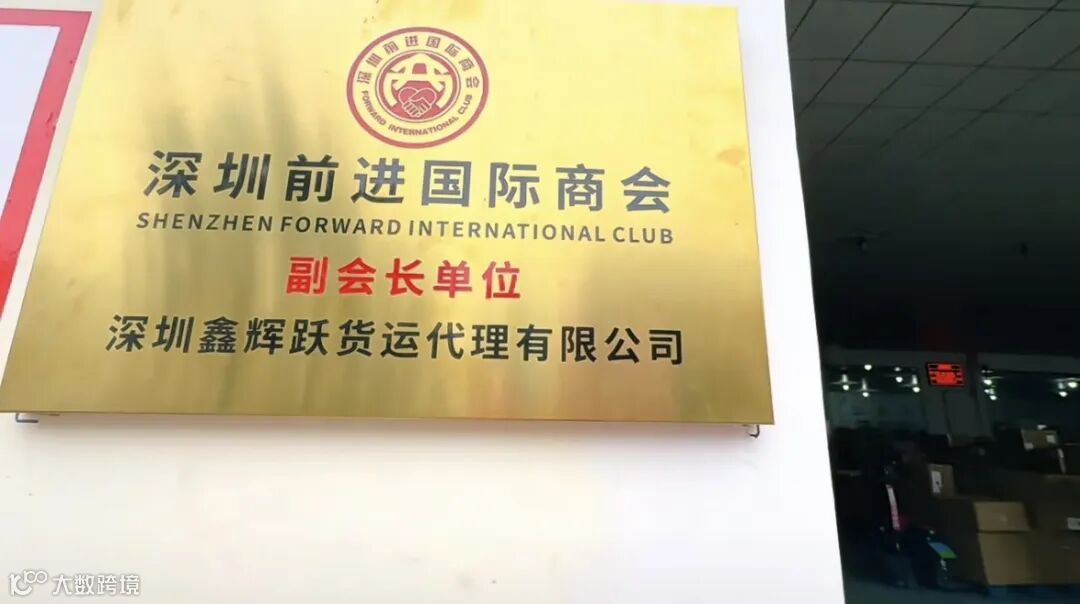 深圳前进国际商会
FORWARD INTERNATIONAL CLUB
深圳前进国际商会
SHENZHEN FORWARD INTERNATIONAL CLUB
副会长单位
深圳鑫辉跃货运代理有限公司
大数跨境